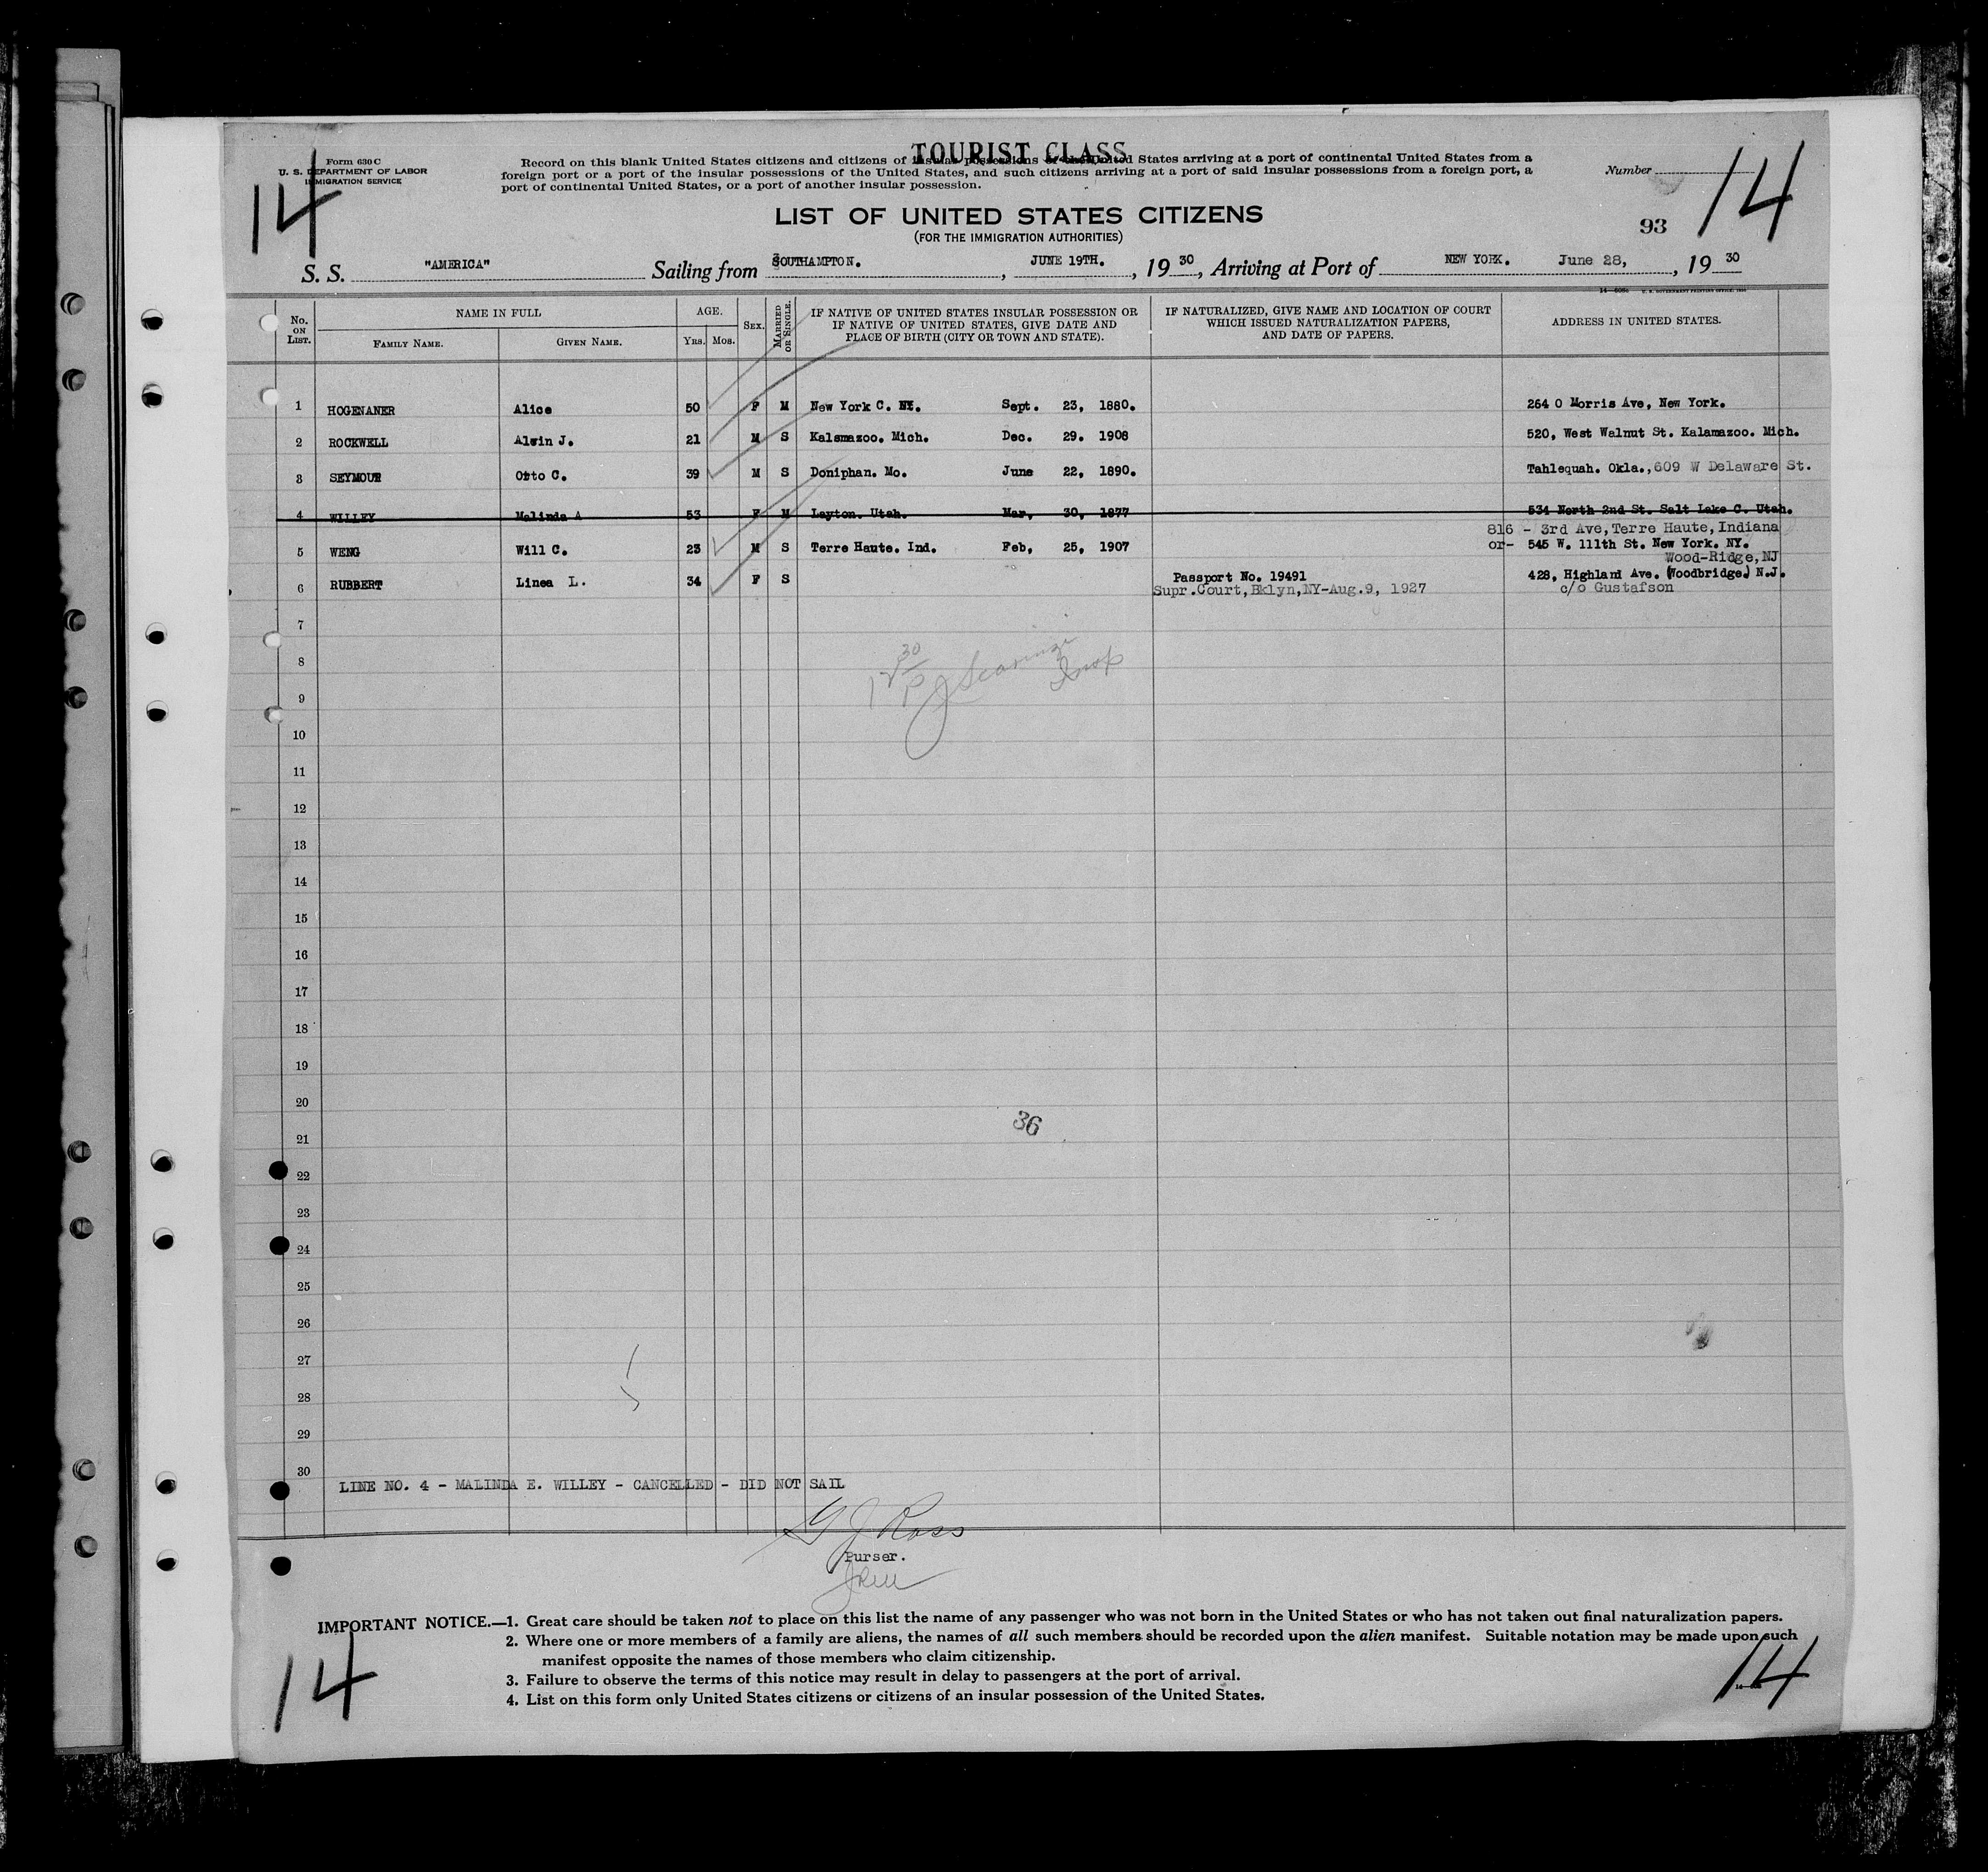 TOURIST CLASS
Form 630 C
U. S. DEPARTMENT OF LABOR
IMMIGRATION SERVICE
Record on this blank United States citizens and citizens of insular possessions of the United States arriving at a port of continental United States from a
foreign port or a port of the insular possessions of the United States, and such citizens arriving at a port of said insular possessions from a foreign port, a
port of continental United States, or a port of another insular possession.
Number
14
14
93
LIST OF UNITED STATES CITIZENS
(FOR THE IMMIGRATION AUTHORITIES)
S. S. "AMERICA" Sailing from SOUTHAMPTON. , JUNE 19TH. , 19 30 , Arriving at Port of NEW YORK. June 28, , 19 30
No. ON LIST. NAME IN FULL FAMILY NAME. GIVEN NAME. AGE. YRS. MOS. SEX. MARRIED OR SINGLE. IF NATIVE OF UNITED STATES INSULAR POSSESSION OR IF NATIVE OF UNITED STATES, GIVE DATE AND PLACE OF BIRTH (CITY OR TOWN AND STATE). IF NATURALIZED, GIVE NAME AND LOCATION OF COURT WHICH ISSUED NATURALIZATION PAPERS, AND DATE OF PAPERS. ADDRESS IN UNITED STATES.
1 HOGENANER Alice 50 F M New York C. NY. Sept. 23, 1880. 264 0 Morris Ave, New York.
2 ROCKWELL Alvin J. 21 M S Kalamazoo. Mich. Dec. 29. 1908 520, West Walnut St. Kalamazoo. Mich.
3 SEYMOUR Otto C. 39 M S Doniphan. Mo. June 22, 1890. Tahlequah. Okla.,609 W Delaware St.
4 WILLEY Malinda A 53 F M Layton. Utah. Mar, 30, 1877 534 North 2nd St. Salt Lake C. Utah.
816 - 3rd Ave,Terre Haute,Indiana
5 WENG Will C. 23 M S Terre Haute. Ind. Feb, 25, 1907 or- 545 W. 111th St. New York. NY.
Wood-Ridge,NJ
6 RUBBERT Linea L. 34 F S Passport No. 19491 428, Highland Ave. (Woodbridge) N.J.
Supr.Court,Bklyn,NY-Aug.9, 1927 c/o Gustafson
7
8
9
10
11
12
13
14
15
16
17
18
19
20
36
21
22
23
24
25
26
27
28
29
30
LINE NO. 4 - MALINDA E. WILLEY - CANCELLED - DID NOT SAIL
G J Ross
Purser.
IMPORTANT NOTICE.—1. Great care should be taken not to place on this list the name of any passenger who was not born in the United States or who has not taken out final naturalization papers.
2. Where one or more members of a family are aliens, the names of all such members should be recorded upon the alien manifest. Suitable notation may be made upon such
manifest opposite the names of those members who claim citizenship.
3. Failure to observe the terms of this notice may result in delay to passengers at the port of arrival.
4. List on this form only United States citizens or citizens of an insular possession of the United States.
14
14